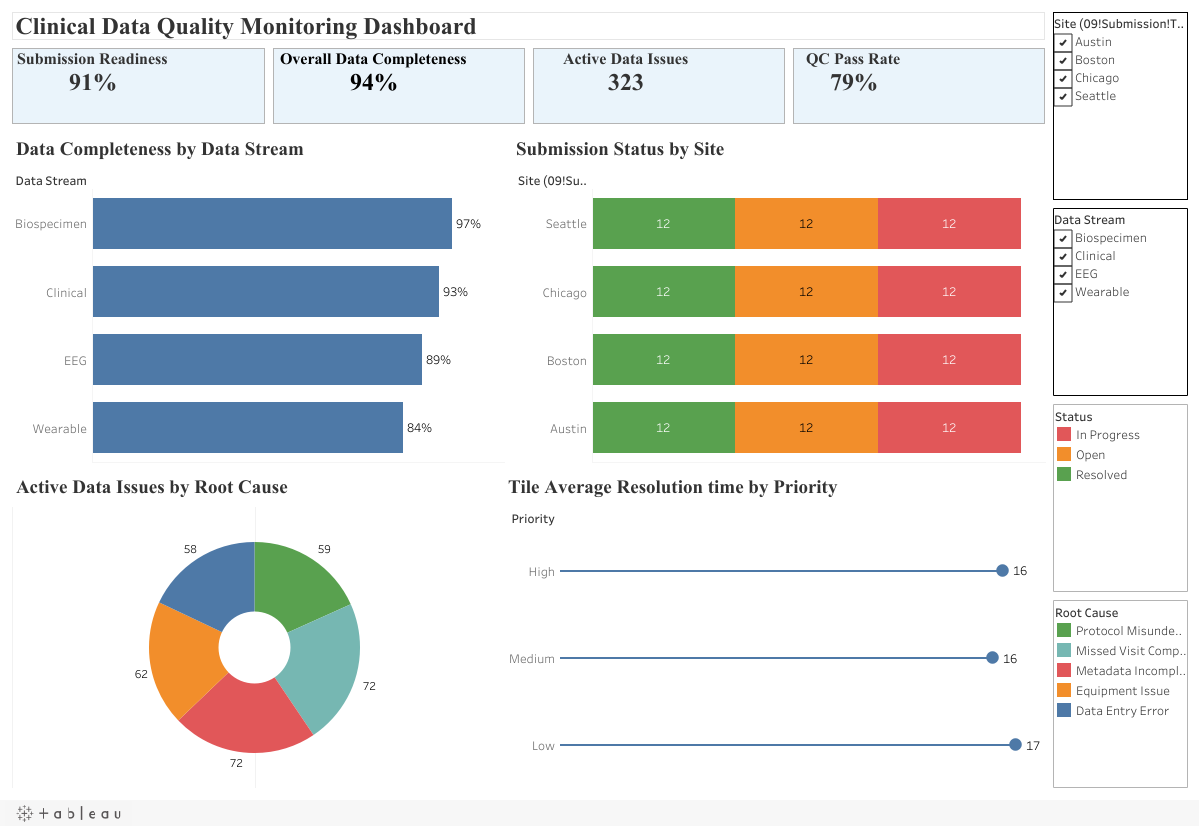 Clinical Data Quality Monitoring Dashboard
Submission Readiness
91%
Overall Data Completeness
94%
Active Data Issues
323
QC Pass Rate
79%
Data Completeness by Data Stream
Data Stream
Biospecimen 97%
Clinical 93%
EEG 89%
Wearable 84%
Submission Status by Site
Site (09!Su..
Seattle 12 12 12
Chicago 12 12 12
Boston 12 12 12
Austin 12 12 12
Active Data Issues by Root Cause
58 59
62 72
72
Tile Average Resolution time by Priority
Priority
High 16
Medium 16
Low 17
Site (09!Submission!T..
Austin
Boston
Chicago
Seattle
Data Stream
Biospecimen
Clinical
EEG
Wearable
Status
In Progress
Open
Resolved
Root Cause
Protocol Misunde..
Missed Visit Comp..
Metadata Incompl..
Equipment Issue
Data Entry Error
+ableau